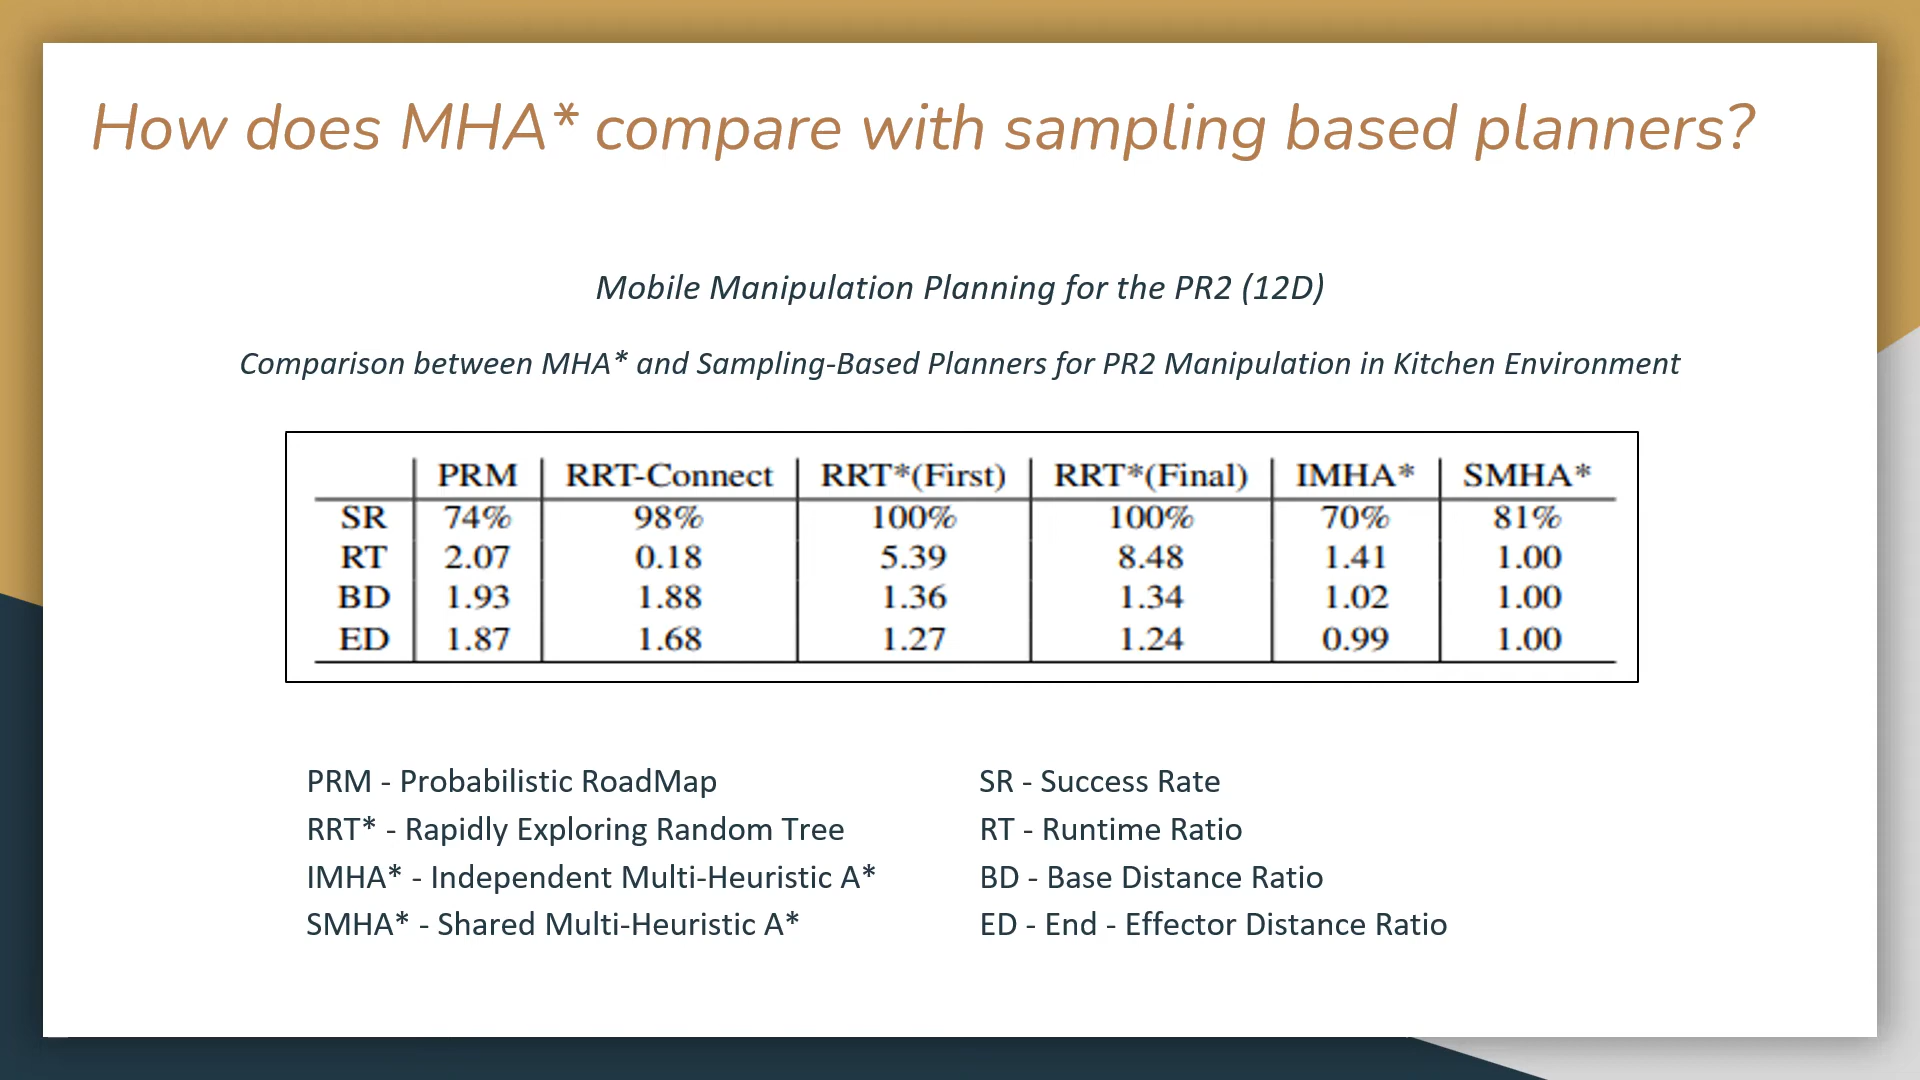 How does MHA* compare with sampling based planners?
Mobile Manipulation Planning for the PR2 (12D)
Comparison between MHA* and Sampling-Based Planners for PR2 Manipulation in Kitchen Environment
PRM RRT-Connect RRT*(First) RRT*(Final) IMHA* SMHA*
SR 74% 98% 100% 100% 70% 81%
RT 2.07 0.18 5.39 8.48 1.41 1.00
BD 1.93 1.88 1.36 1.34 1.02 1.00
ED 1.87 1.68 1.27 1.24 0.99 1.00
PRM - Probabilistic RoadMap
RRT* - Rapidly Exploring Random Tree
IMHA* - Independent Multi-Heuristic A*
SMHA* - Shared Multi-Heuristic A*
SR - Success Rate
RT - Runtime Ratio
BD - Base Distance Ratio
ED - End - Effector Distance Ratio